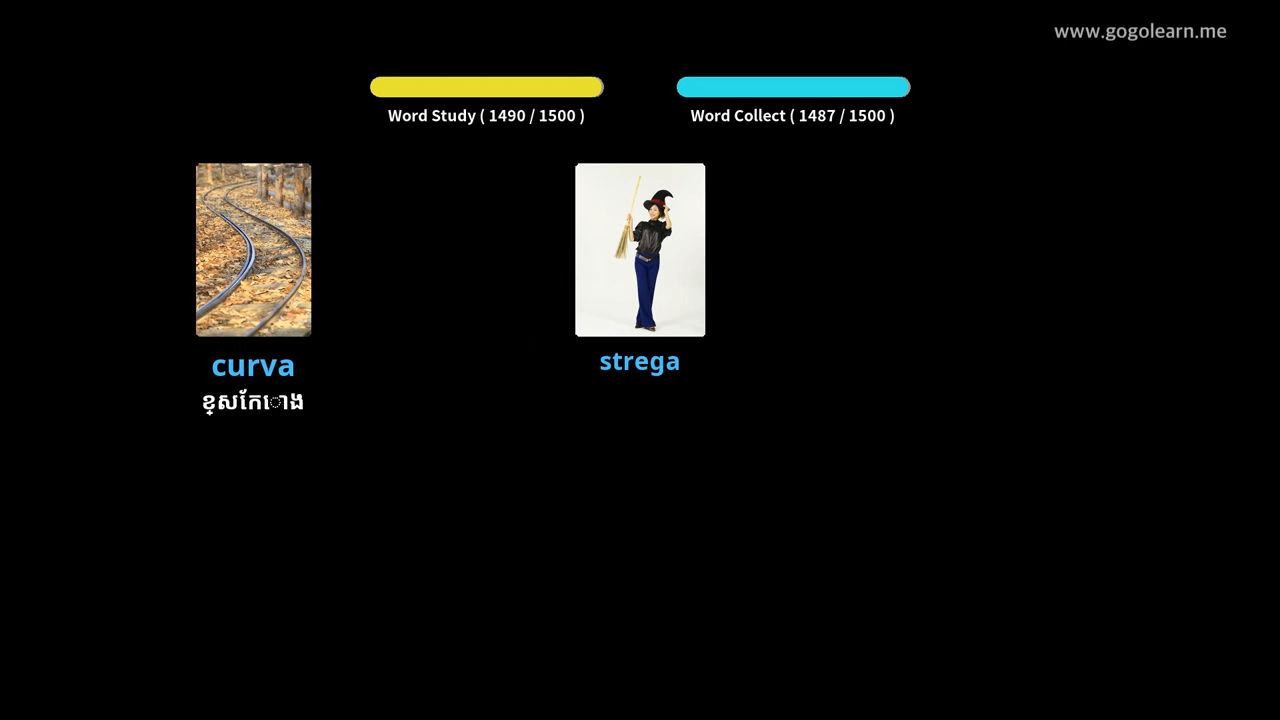 www.gogolearn.me
Word Study ( 1490 / 1500 )
Word Collect ( 1487 / 1500 )
curva
strega
ខ្សែកោង